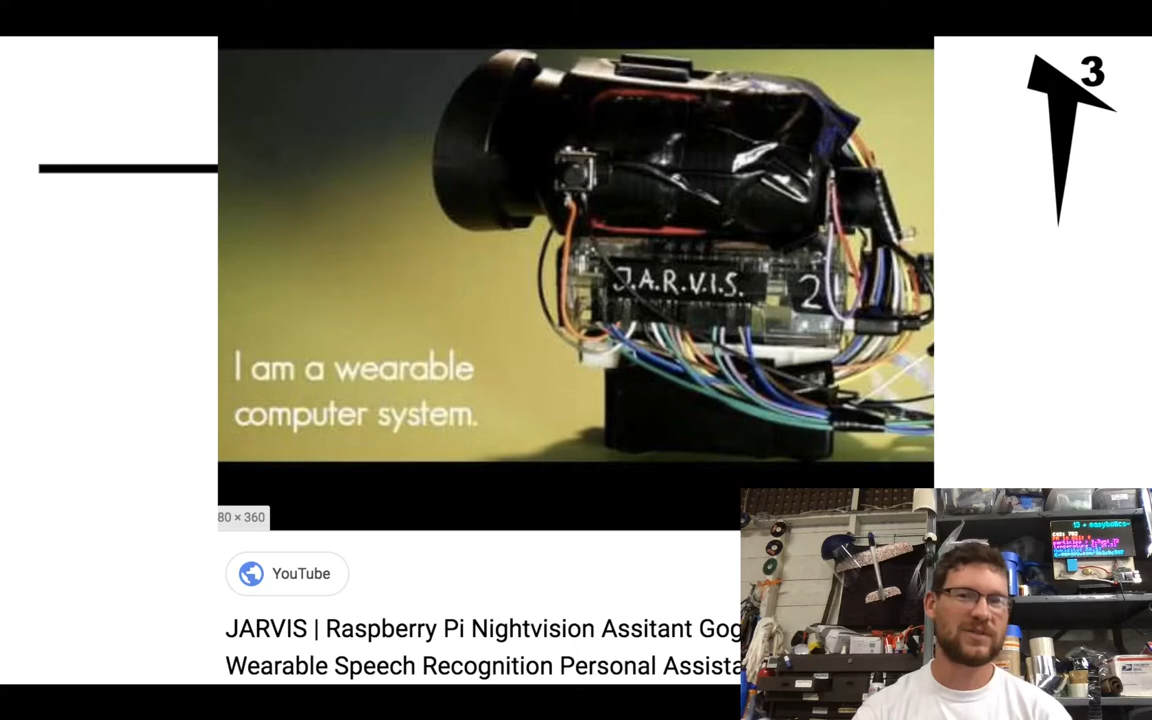 3
J.A.R.V.I.S. 2
I am a wearable
computer system.
80 × 360
YouTube
JARVIS | Raspberry Pi Nightvision Assitant Gog
Wearable Speech Recognition Personal Assista